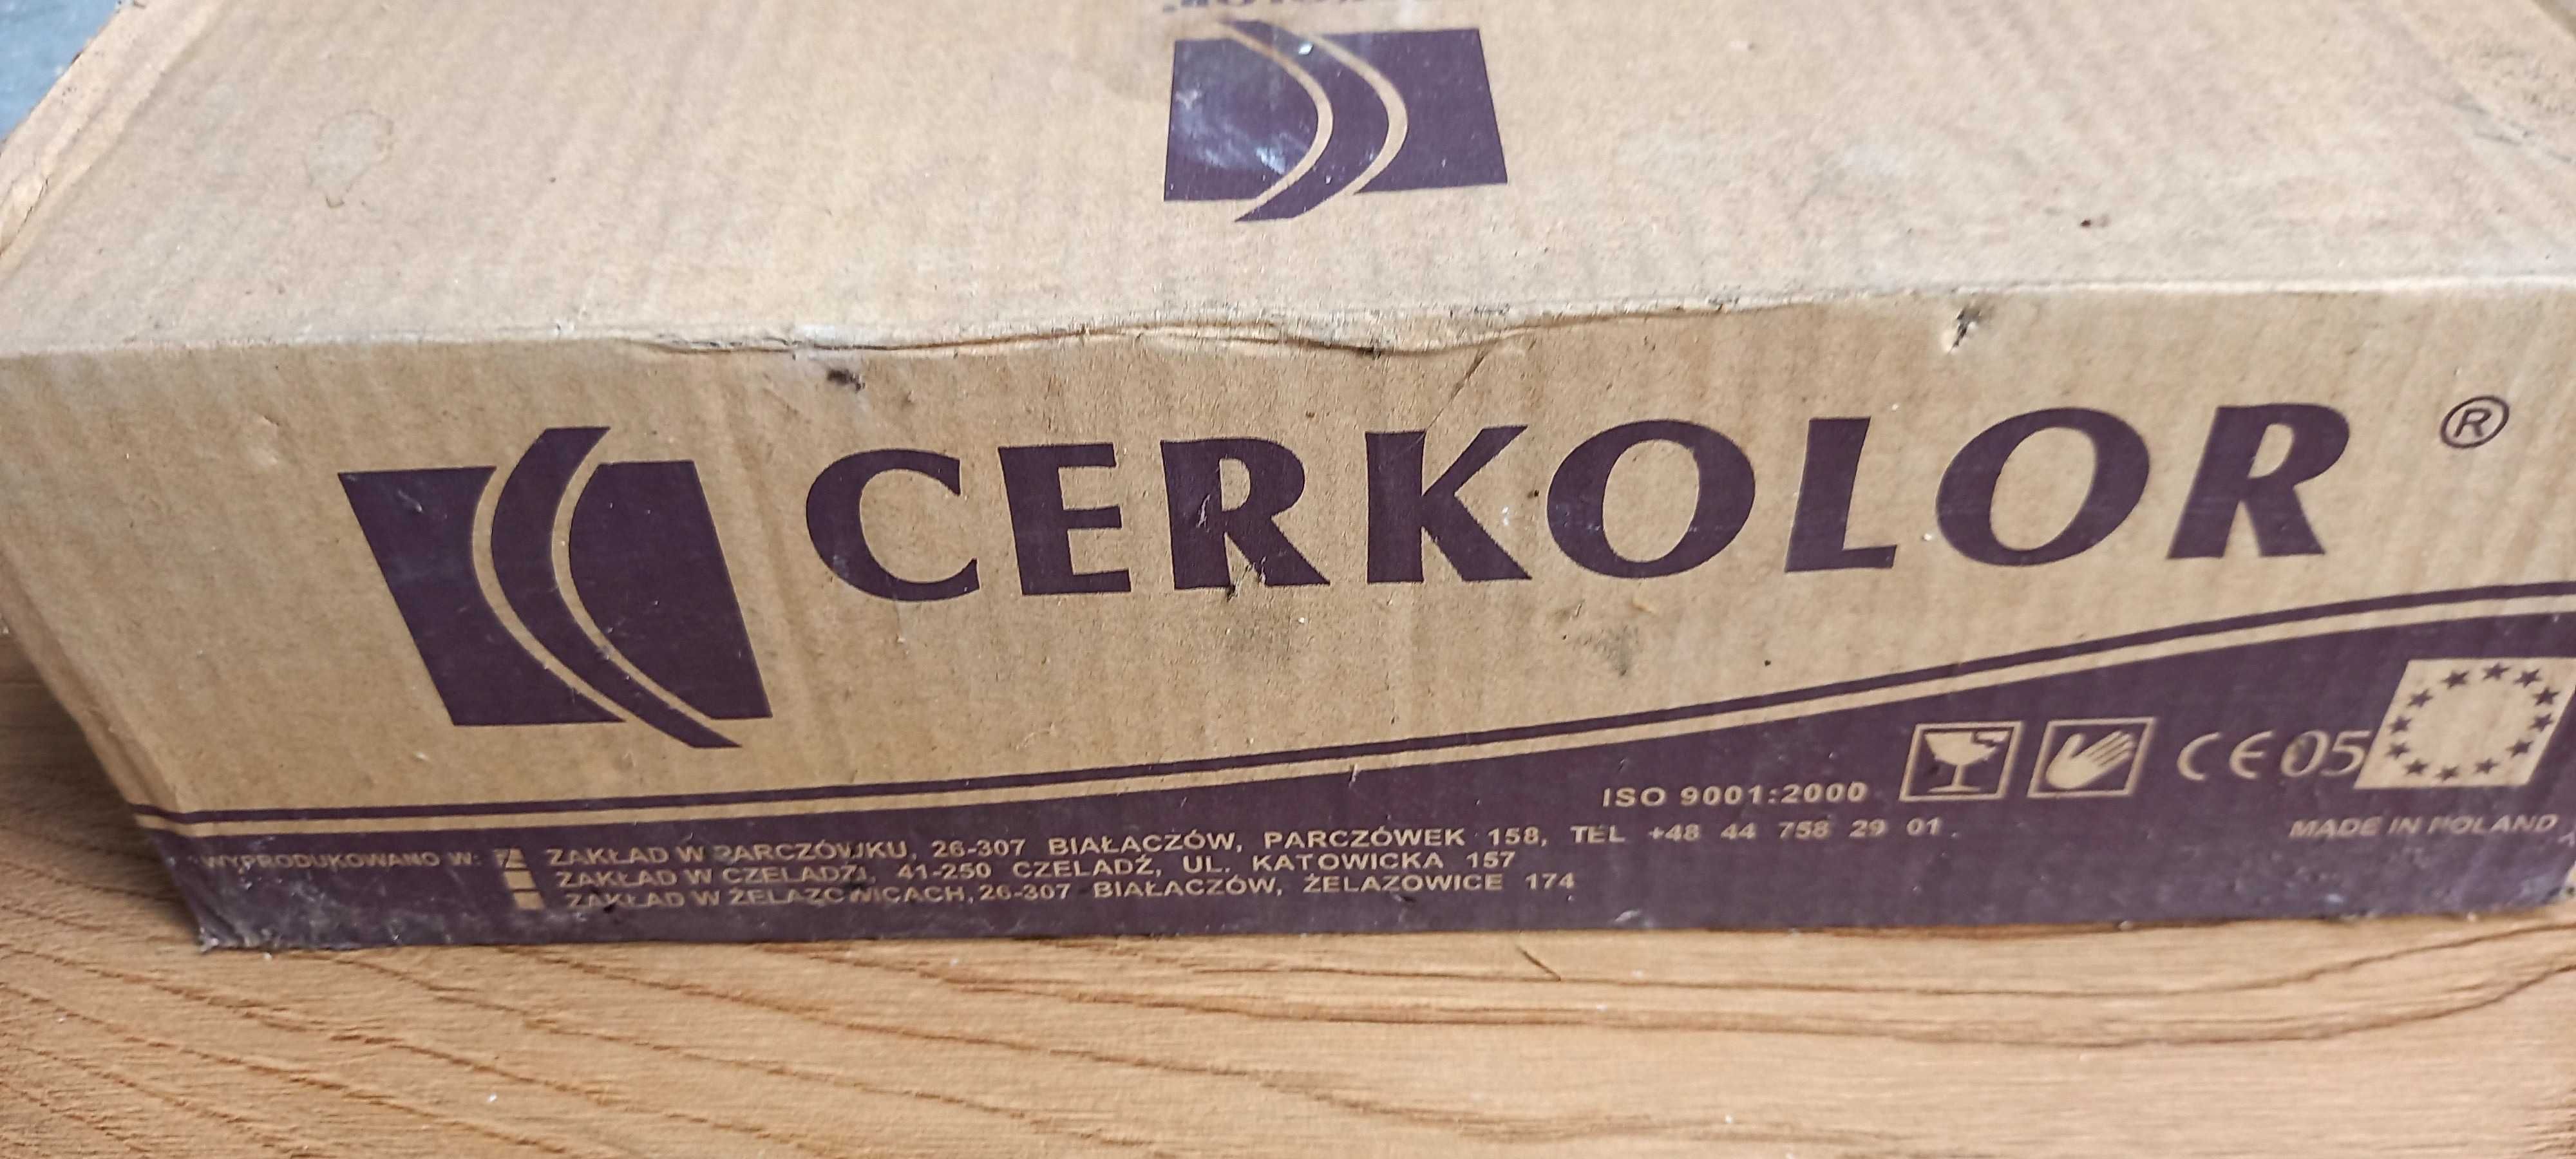 CERKOLOR ®
ISO 9001:2000 CE 05
MADE IN POLAND
WYPRODUKOWANO W: ZAKŁAD W PARCZÓWKU, 26-307 BIAŁACZÓW, PARCZÓWEK 158, TEL +48 44 758 29 01.
ZAKŁAD W CZELADZI, 41-250 CZELADŹ, UL. KATOWICKA 157
ZAKŁAD W ŻELAZOWICACH, 26-307 BIAŁACZÓW, ŻELAZOWICE 174